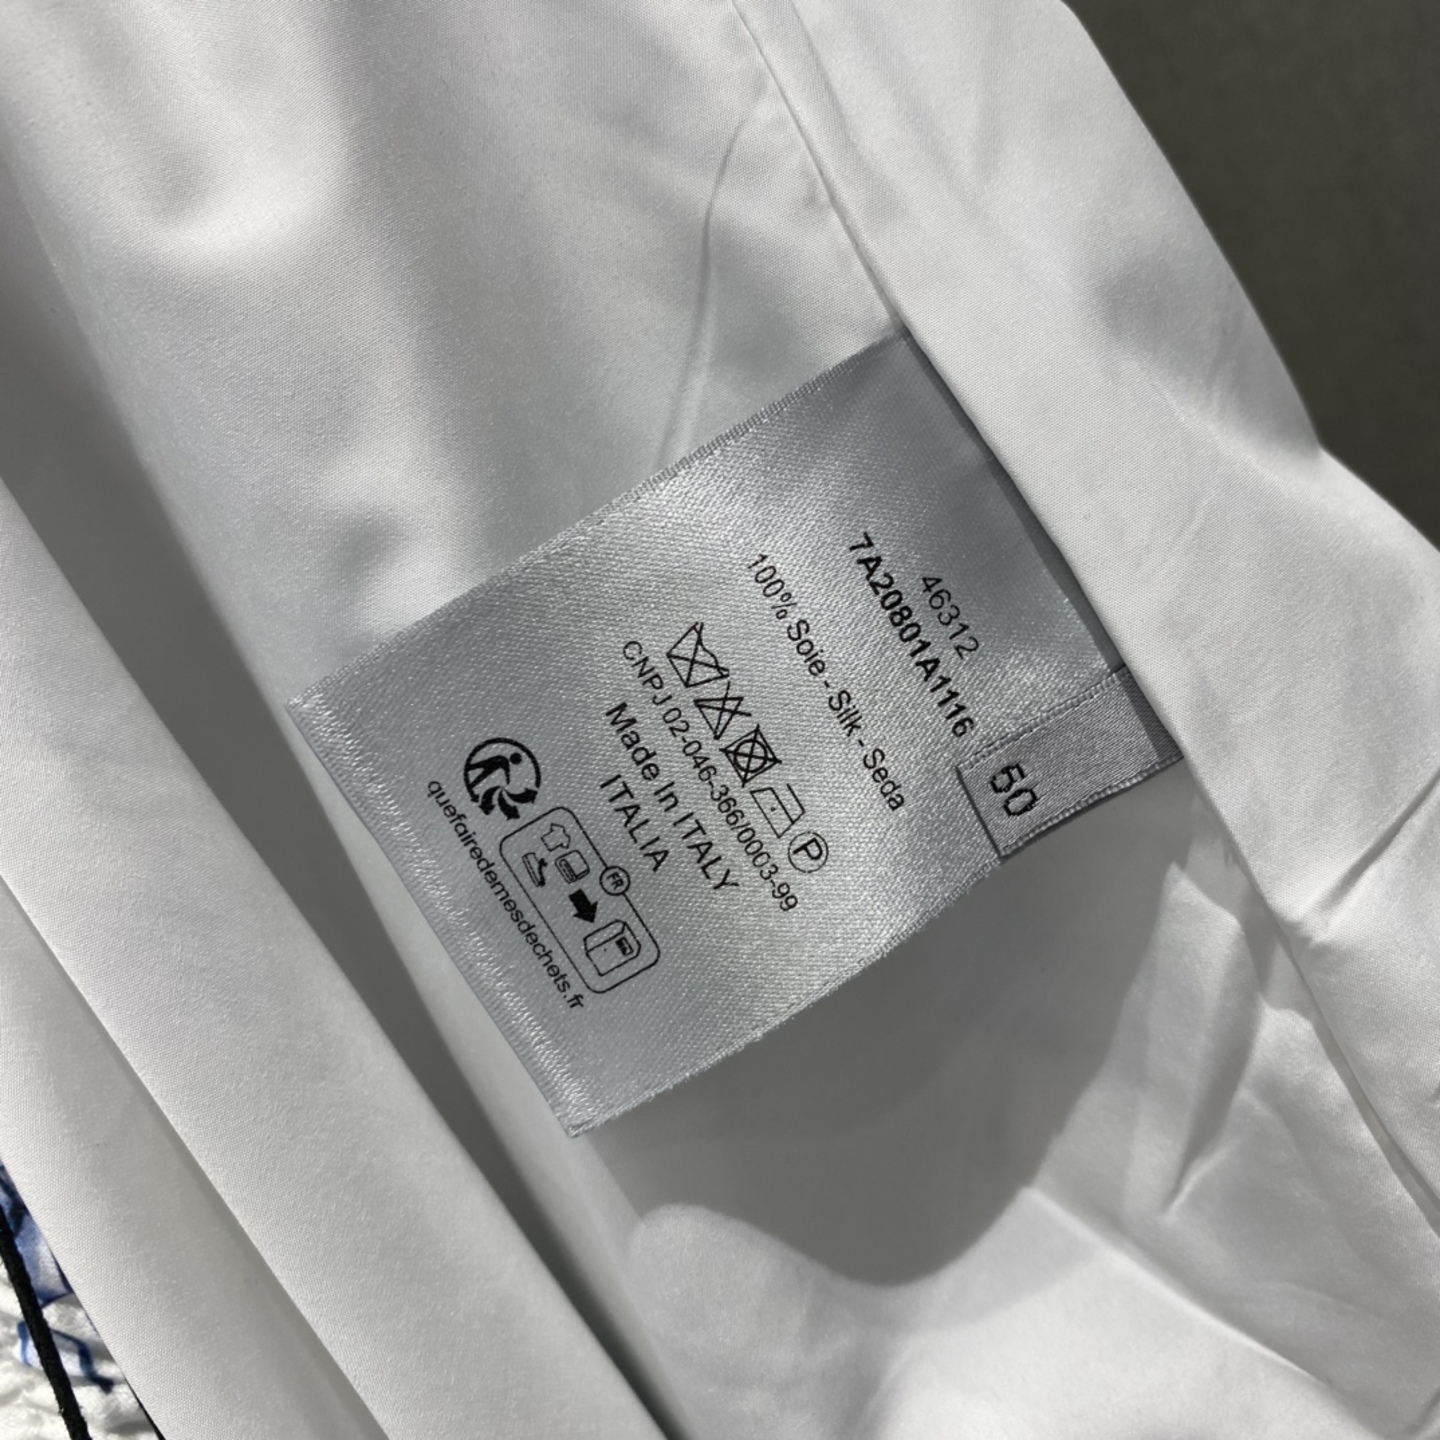 46312
7A20801A1116
50
100% Soie - Silk - Seda
P
CNPJ 02-046-366/0003-99
Made In ITALY
ITALIA
FR
quefairedemesdechets.fr